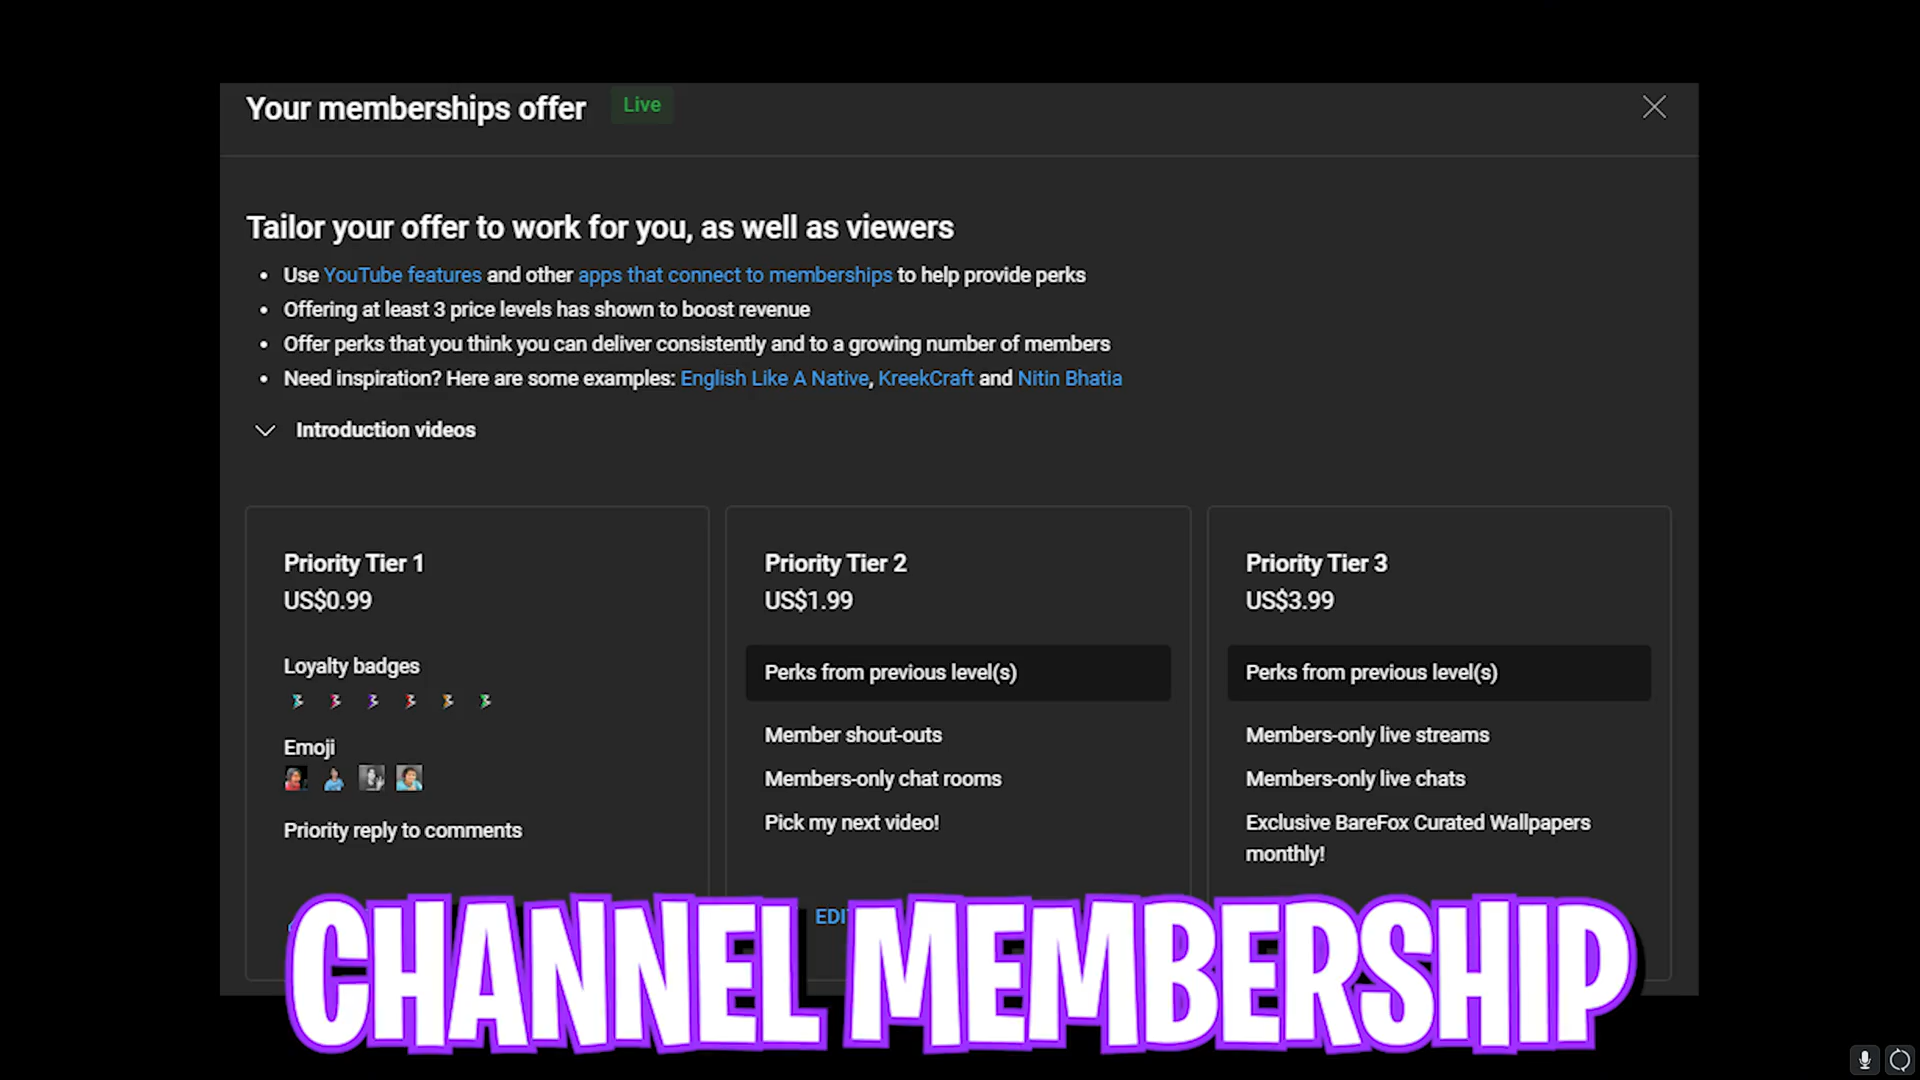 Your memberships offer Live
Tailor your offer to work for you, as well as viewers
Use YouTube features and other apps that connect to memberships to help provide perks
Offering at least 3 price levels has shown to boost revenue
Offer perks that you think you can deliver consistently and to a growing number of members
Need inspiration? Here are some examples: English Like A Native, KreekCraft and Nitin Bhatia
Introduction videos
Priority Tier 1
US$0.99
Loyalty badges
Emoji
Priority reply to comments
Priority Tier 2
US$1.99
Perks from previous level(s)
Member shout-outs
Members-only chat rooms
Pick my next video!
Priority Tier 3
US$3.99
Perks from previous level(s)
Members-only live streams
Members-only live chats
Exclusive BareFox Curated Wallpapers
monthly!
CHANNEL MEMBERSHIP